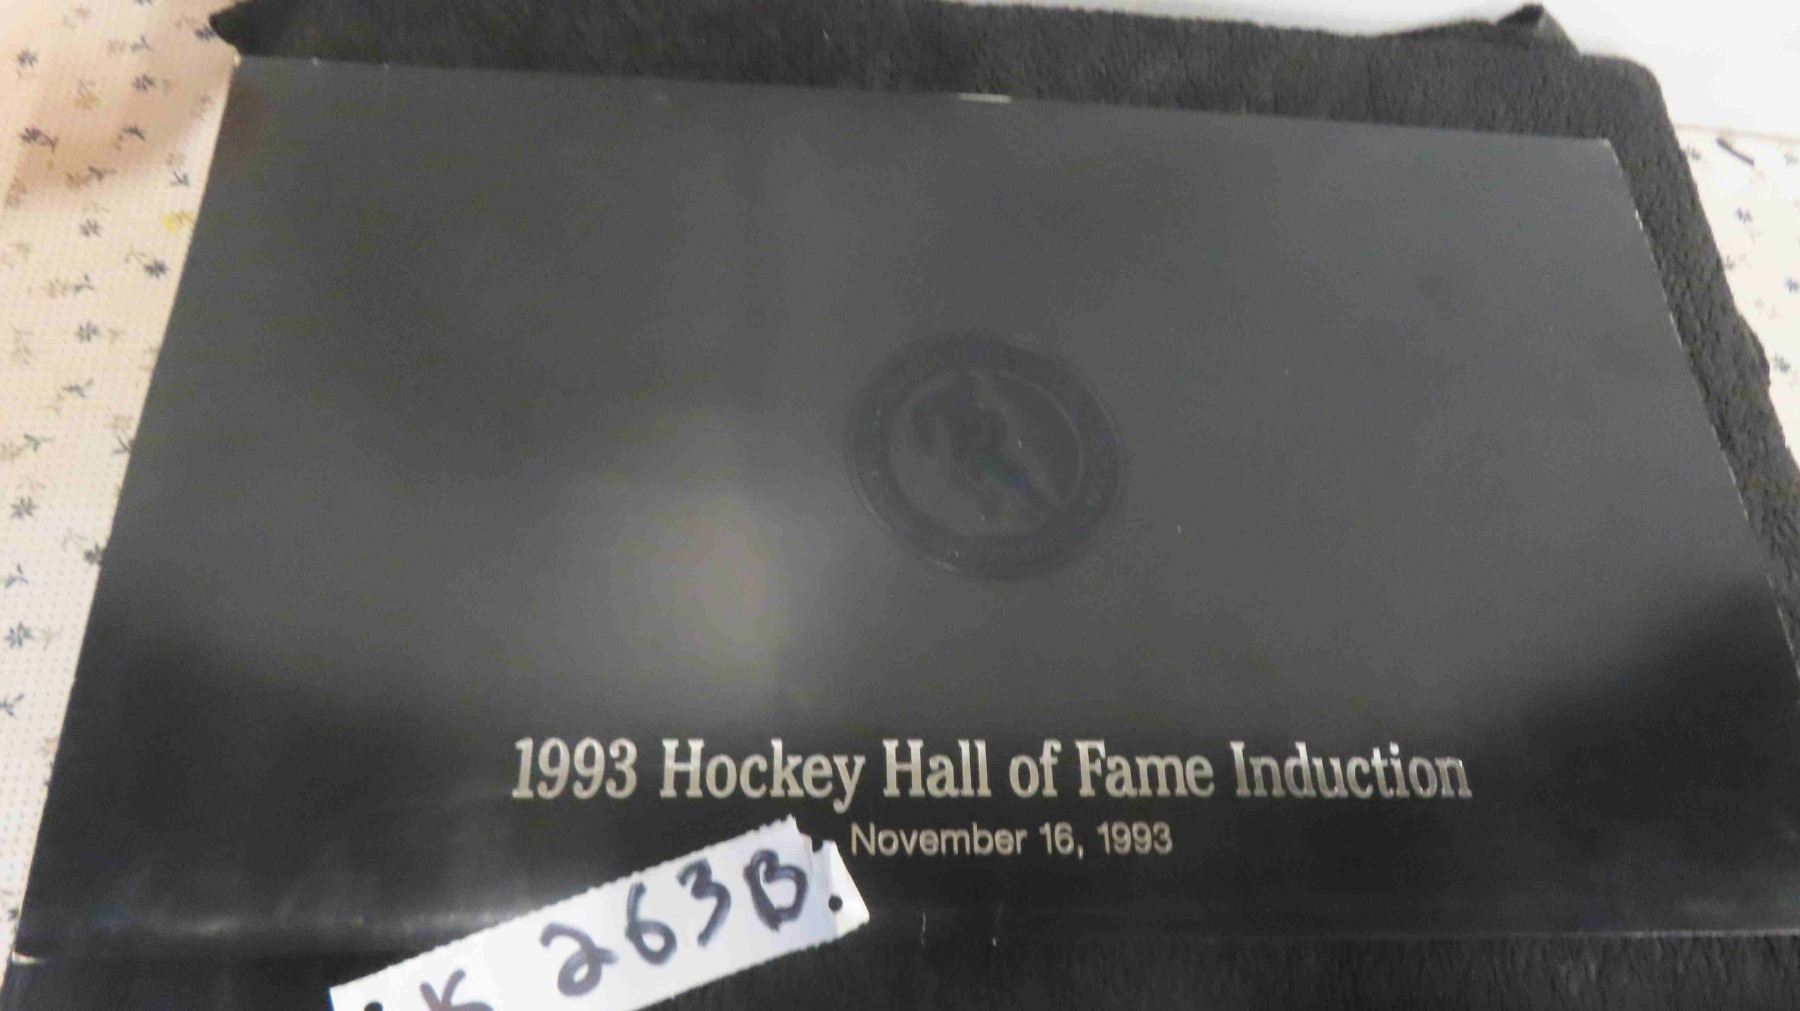 1993 Hockey Hall of Fame Induction
November 16, 1993
K 263B